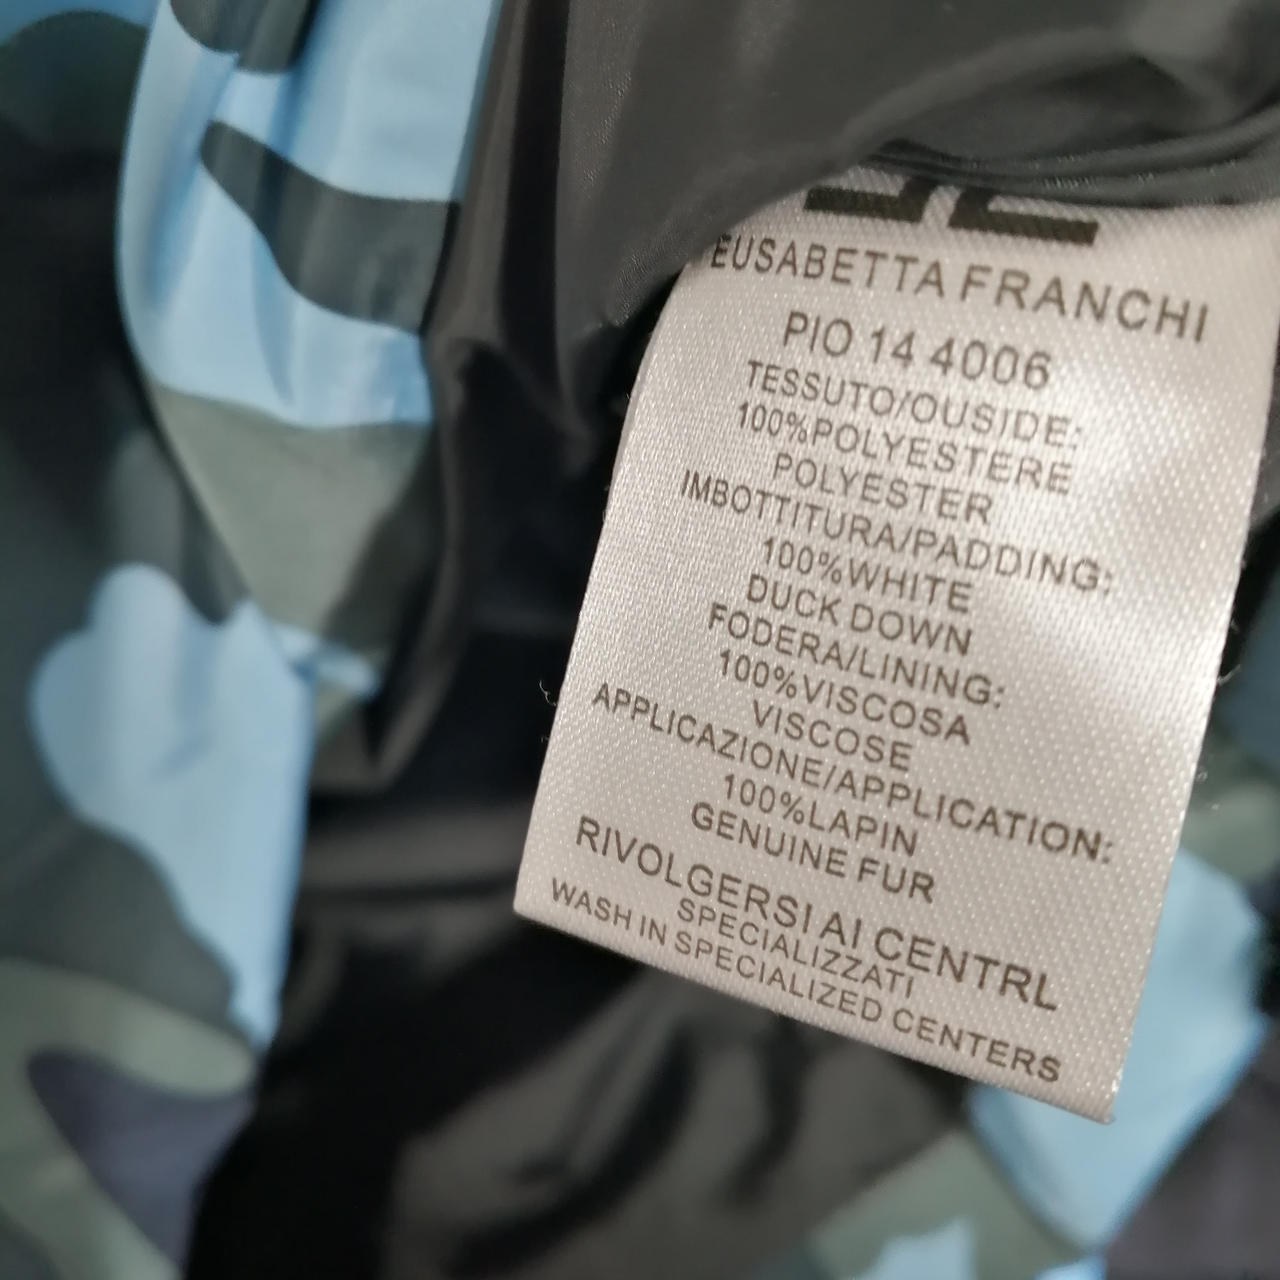 EUSABETTA FRANCHI
PIO 14 4006
TESSUTO/OUSIDE:
100%POLYESTERE
POLYESTER
IMBOTTITURA/PADDING:
100%WHITE
DUCK DOWN
FODERA/LINING:
100%VISCOSA
VISCOSE
APPLICAZIONE/APPLICATION:
100%LAPIN
GENUINE FUR
RIVOLGERSI AI CENTRL
SPECIALIZZATI
WASH IN SPECIALIZED CENTERS